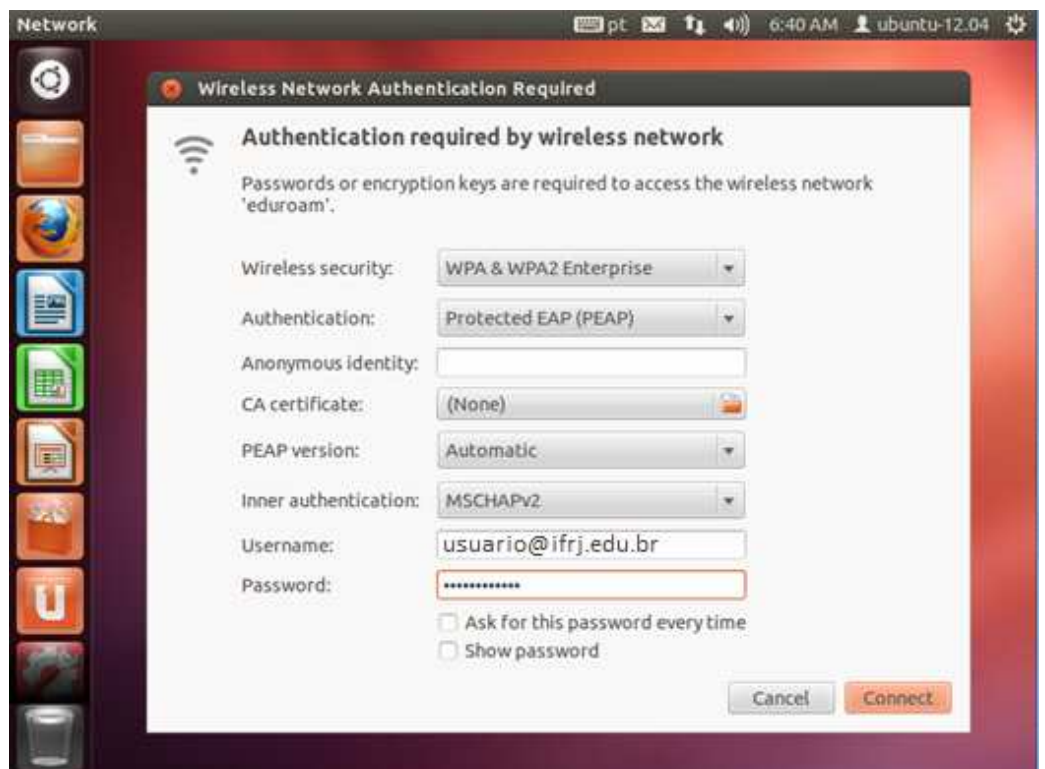 Network
pt
6:40 AM
ubuntu-12.04
Wireless Network Authentication Required
Authentication required by wireless network
Passwords or encryption keys are required to access the wireless network
'eduroam'.
Wireless security: WPA & WPA2 Enterprise
Authentication: Protected EAP (PEAP)
Anonymous identity:
CA certificate: (None)
PEAP version: Automatic
Inner authentication: MSCHAPv2
Username: usuario@ifrj.edu.br
Password: ••••••••••••
Ask for this password every time
Show password
Cancel
Connect